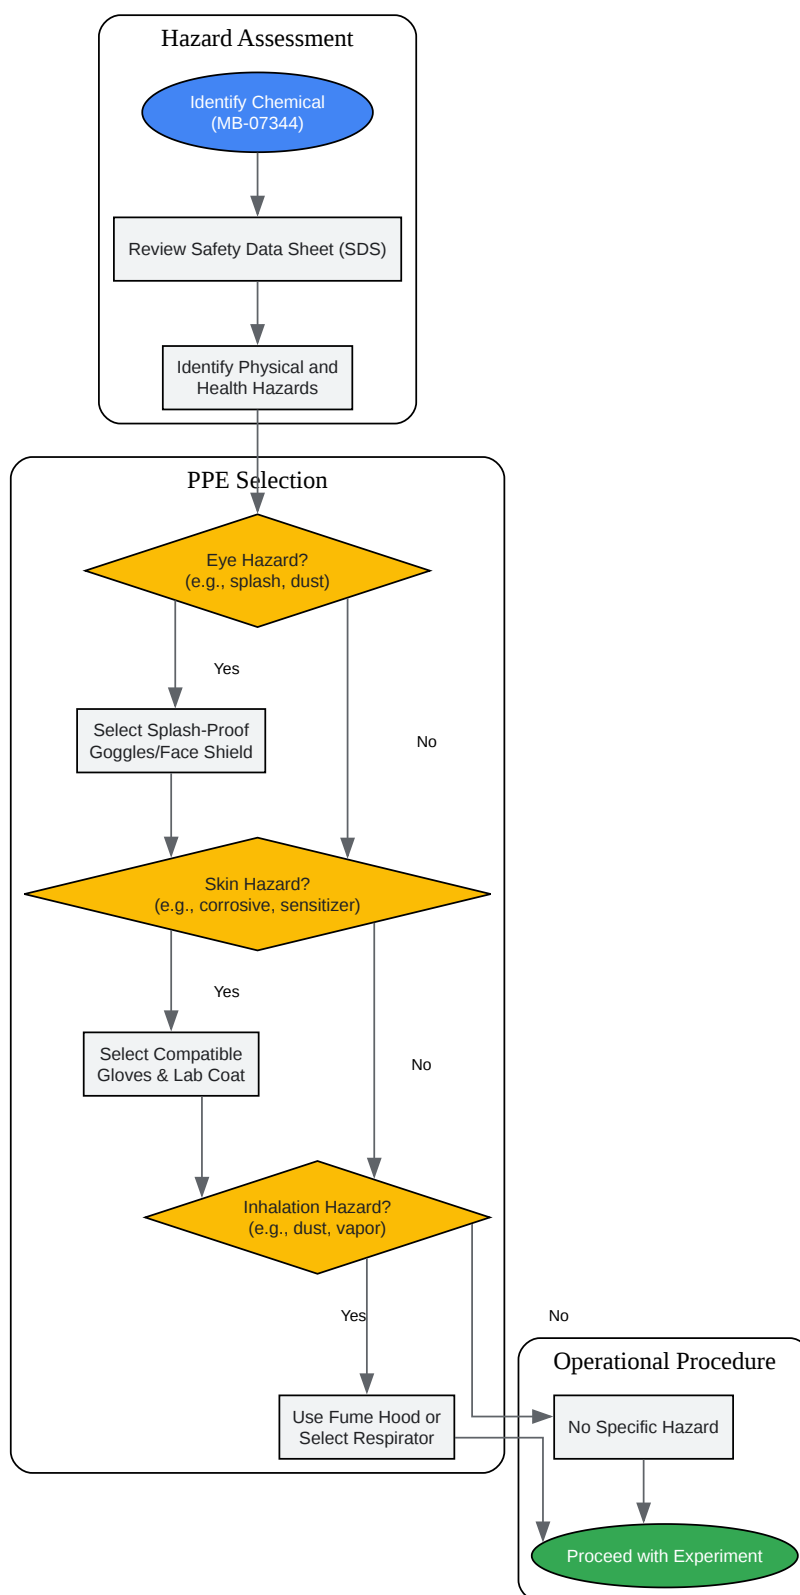 Hazard Assessment
Identify Chemical
(MB-07344)
Review Safety Data Sheet (SDS)
Identify Physical and
Health Hazards
PPE Selection
Eye Hazard?
(e.g., splash, dust)
Yes
Select Splash-Proof
Goggles/Face Shield
No
Skin Hazard?
(e.g., corrosive, sensitizer)
Yes
Select Compatible
Gloves & Lab Coat
No
Inhalation Hazard?
(e.g., dust, vapor)
Yes
No
Operational Procedure
Use Fume Hood or
Select Respirator
No Specific Hazard
Proceed with Experiment